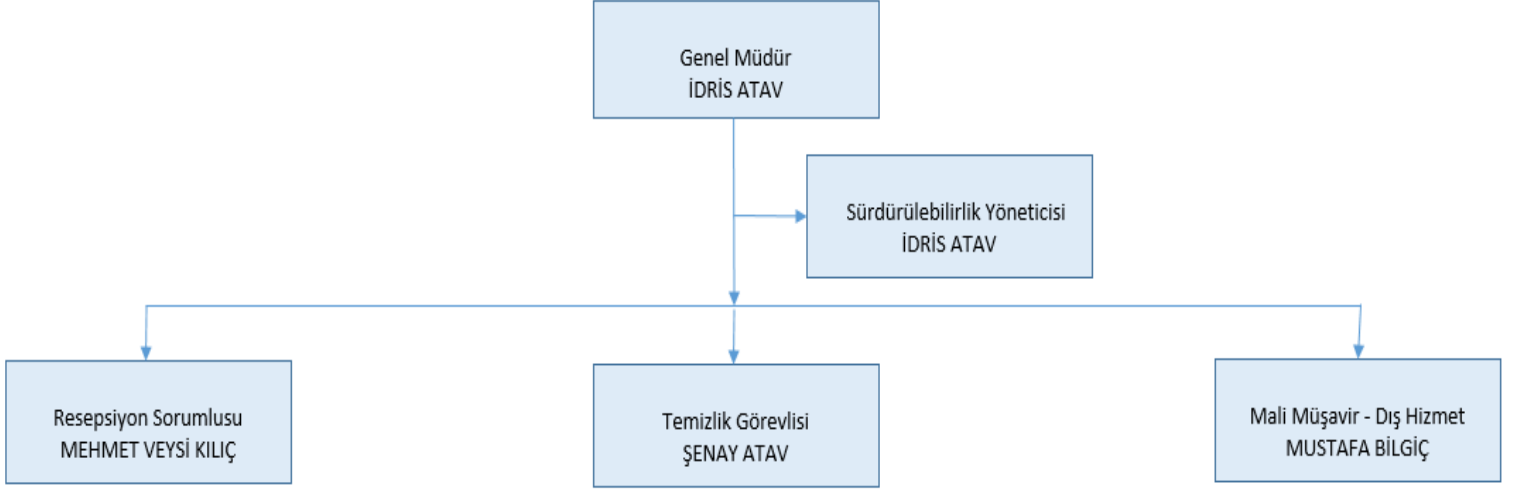 Genel Müdür
İDRİS ATAV
Sürdürülebilirlik Yöneticisi
İDRİS ATAV
Resepsiyon Sorumlusu
MEHMET VEYSİ KILIÇ
Temizlik Görevlisi
ŞENAY ATAV
Mali Müşavir - Dış Hizmet
MUSTAFA BİLGİÇ